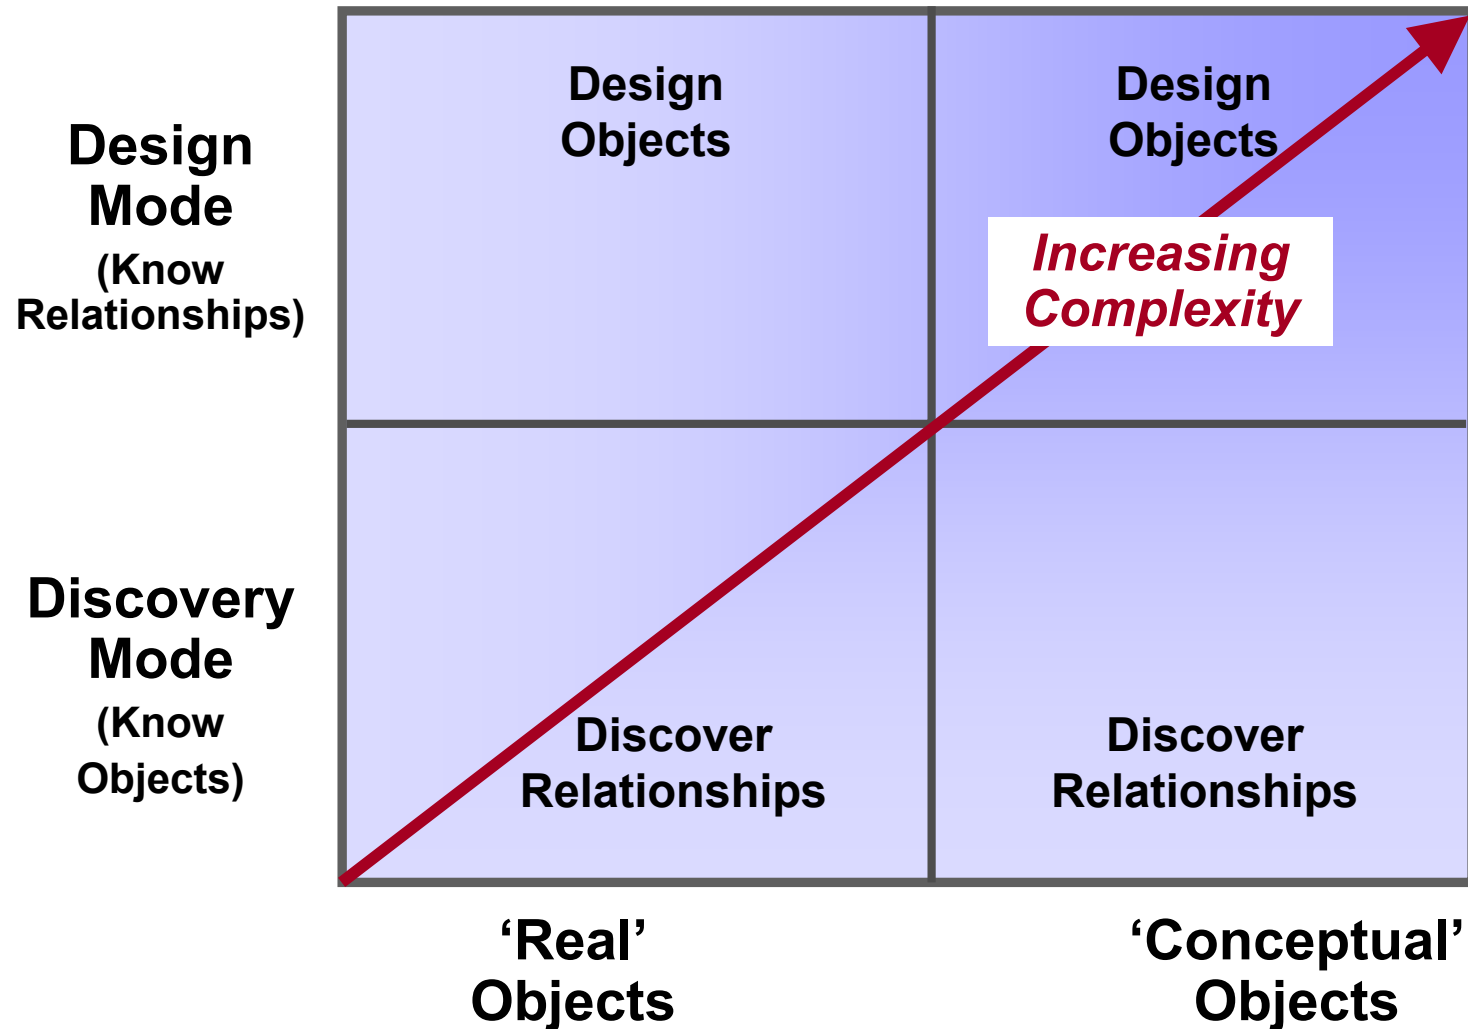 Design
Mode
(Know
Relationships)
Design
Objects
Design
Objects
Increasing
Complexity
Discovery
Mode
(Know
Objects)
Discover
Relationships
Discover
Relationships
‘Real’
Objects
‘Conceptual’
Objects